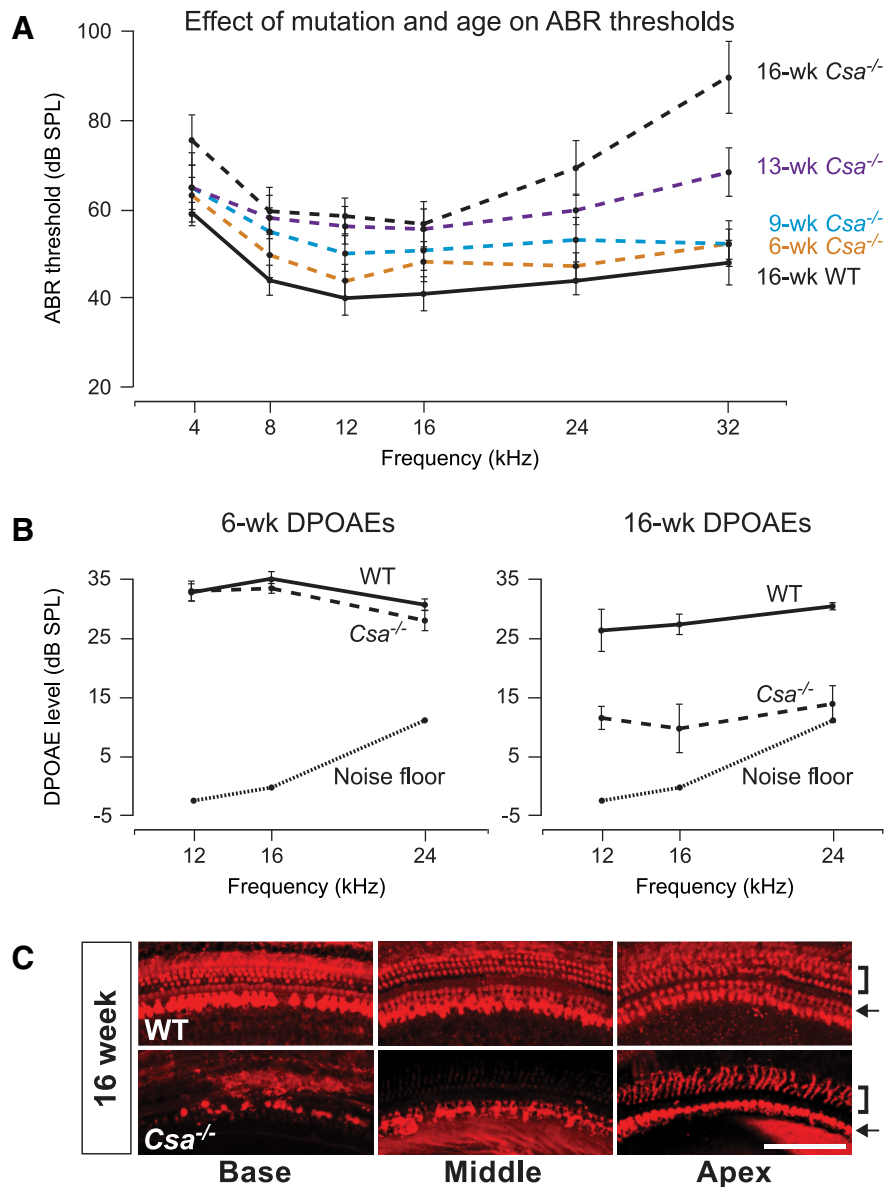 A
Effect of mutation and age on ABR thresholds
ABR threshold (dB SPL)
100
80
60
40
20
16-wk Csa-/-
13-wk Csa-/-
9-wk Csa-/-
6-wk Csa-/-
16-wk WT
4 8 12 16 24 32
Frequency (kHz)
B
6-wk DPOAEs
DPOAE level (dB SPL)
35
25
15
5
-5
WT
Csa-/-
Noise floor
12 16 24
Frequency (kHz)
16-wk DPOAEs
35
25
15
5
-5
WT
Csa-/-
Noise floor
12 16 24
Frequency (kHz)
C
16 week
WT
Csa-/-
Base Middle Apex